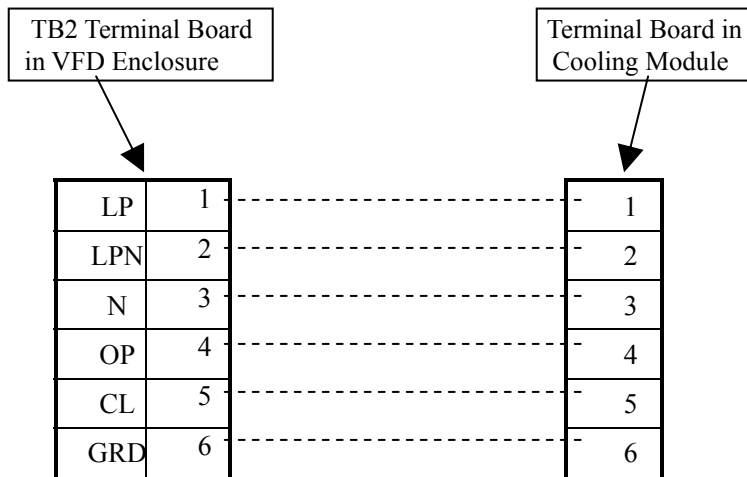 TB2 Terminal Board
in VFD Enclosure
Terminal Board in
Cooling Module
LP 1 1
LPN 2 2
N 3 3
OP 4 4
CL 5 5
GRD 6 6